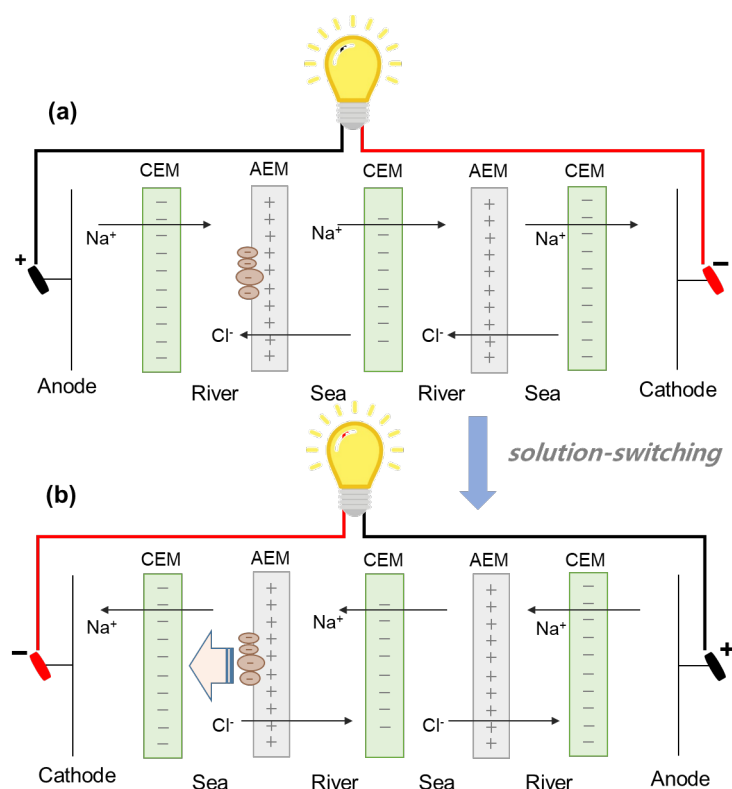 (a)
CEM AEM CEM AEM CEM
Na⁺ Na⁺ Na⁺
+ −
Cl⁻ Cl⁻
Anode River Sea River Sea Cathode
solution-switching
(b)
CEM AEM CEM AEM CEM
Na⁺ Na⁺ Na⁺
− +
Cl⁻ Cl⁻
Cathode Sea River Sea River Anode